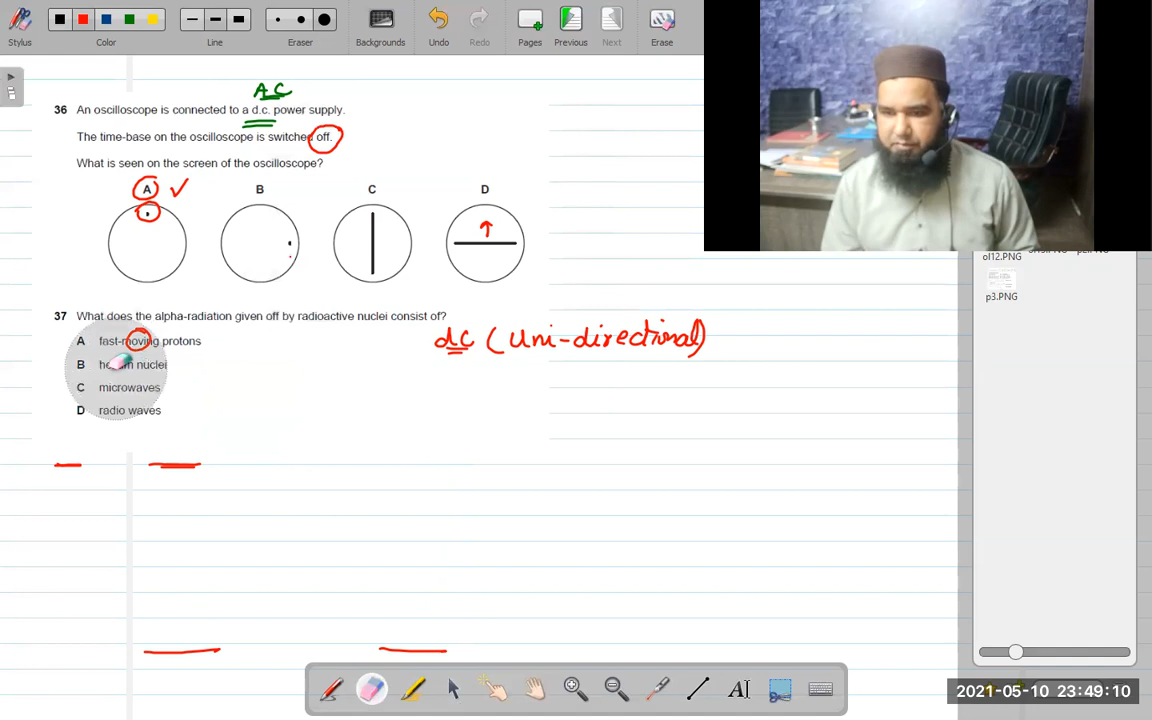 Stylus
Color
Line
Eraser
Backgrounds
Undo
Redo
Pages
Previous
Next
Erase
AC
36 An oscilloscope is connected to a d.c. power supply.
The time-base on the oscilloscope is switched off.
What is seen on the screen of the oscilloscope?
A B C D
37 What does the alpha-radiation given off by radioactive nuclei consist of?
A fast-moving protons
B helium nuclei
C microwaves
D radio waves
dc (Uni-directional)
ol12.PNG
p3.PNG
2021-05-10 23:49:10